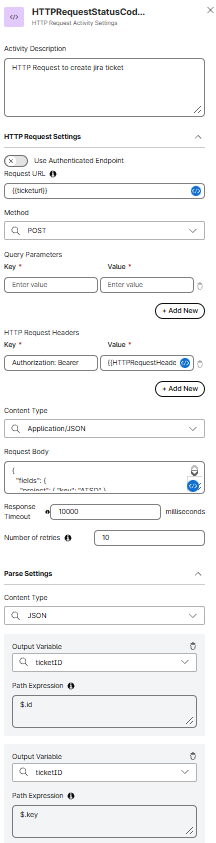 HTTPRequestStatusCod...
HTTP Request Activity Settings
Activity Description
HTTP Request to create jira ticket
HTTP Request Settings
Use Authenticated Endpoint
Request URL
{{ticketurl}}
Method
POST
Query Parameters
Key * Value *
Enter value Enter value
+ Add New
HTTP Request Headers
Key * Value *
Authorization: Bearer {{HTTPRequestHeade
+ Add New
Content Type
Application/JSON
Request Body
{
"fields": {
"project": { "key": "ATSD" }
Response Timeout 10000 milliseconds
Number of retries 10
Parse Settings
Content Type
JSON
Output Variable
ticketID
Path Expression
$.id
Output Variable
ticketID
Path Expression
$.key